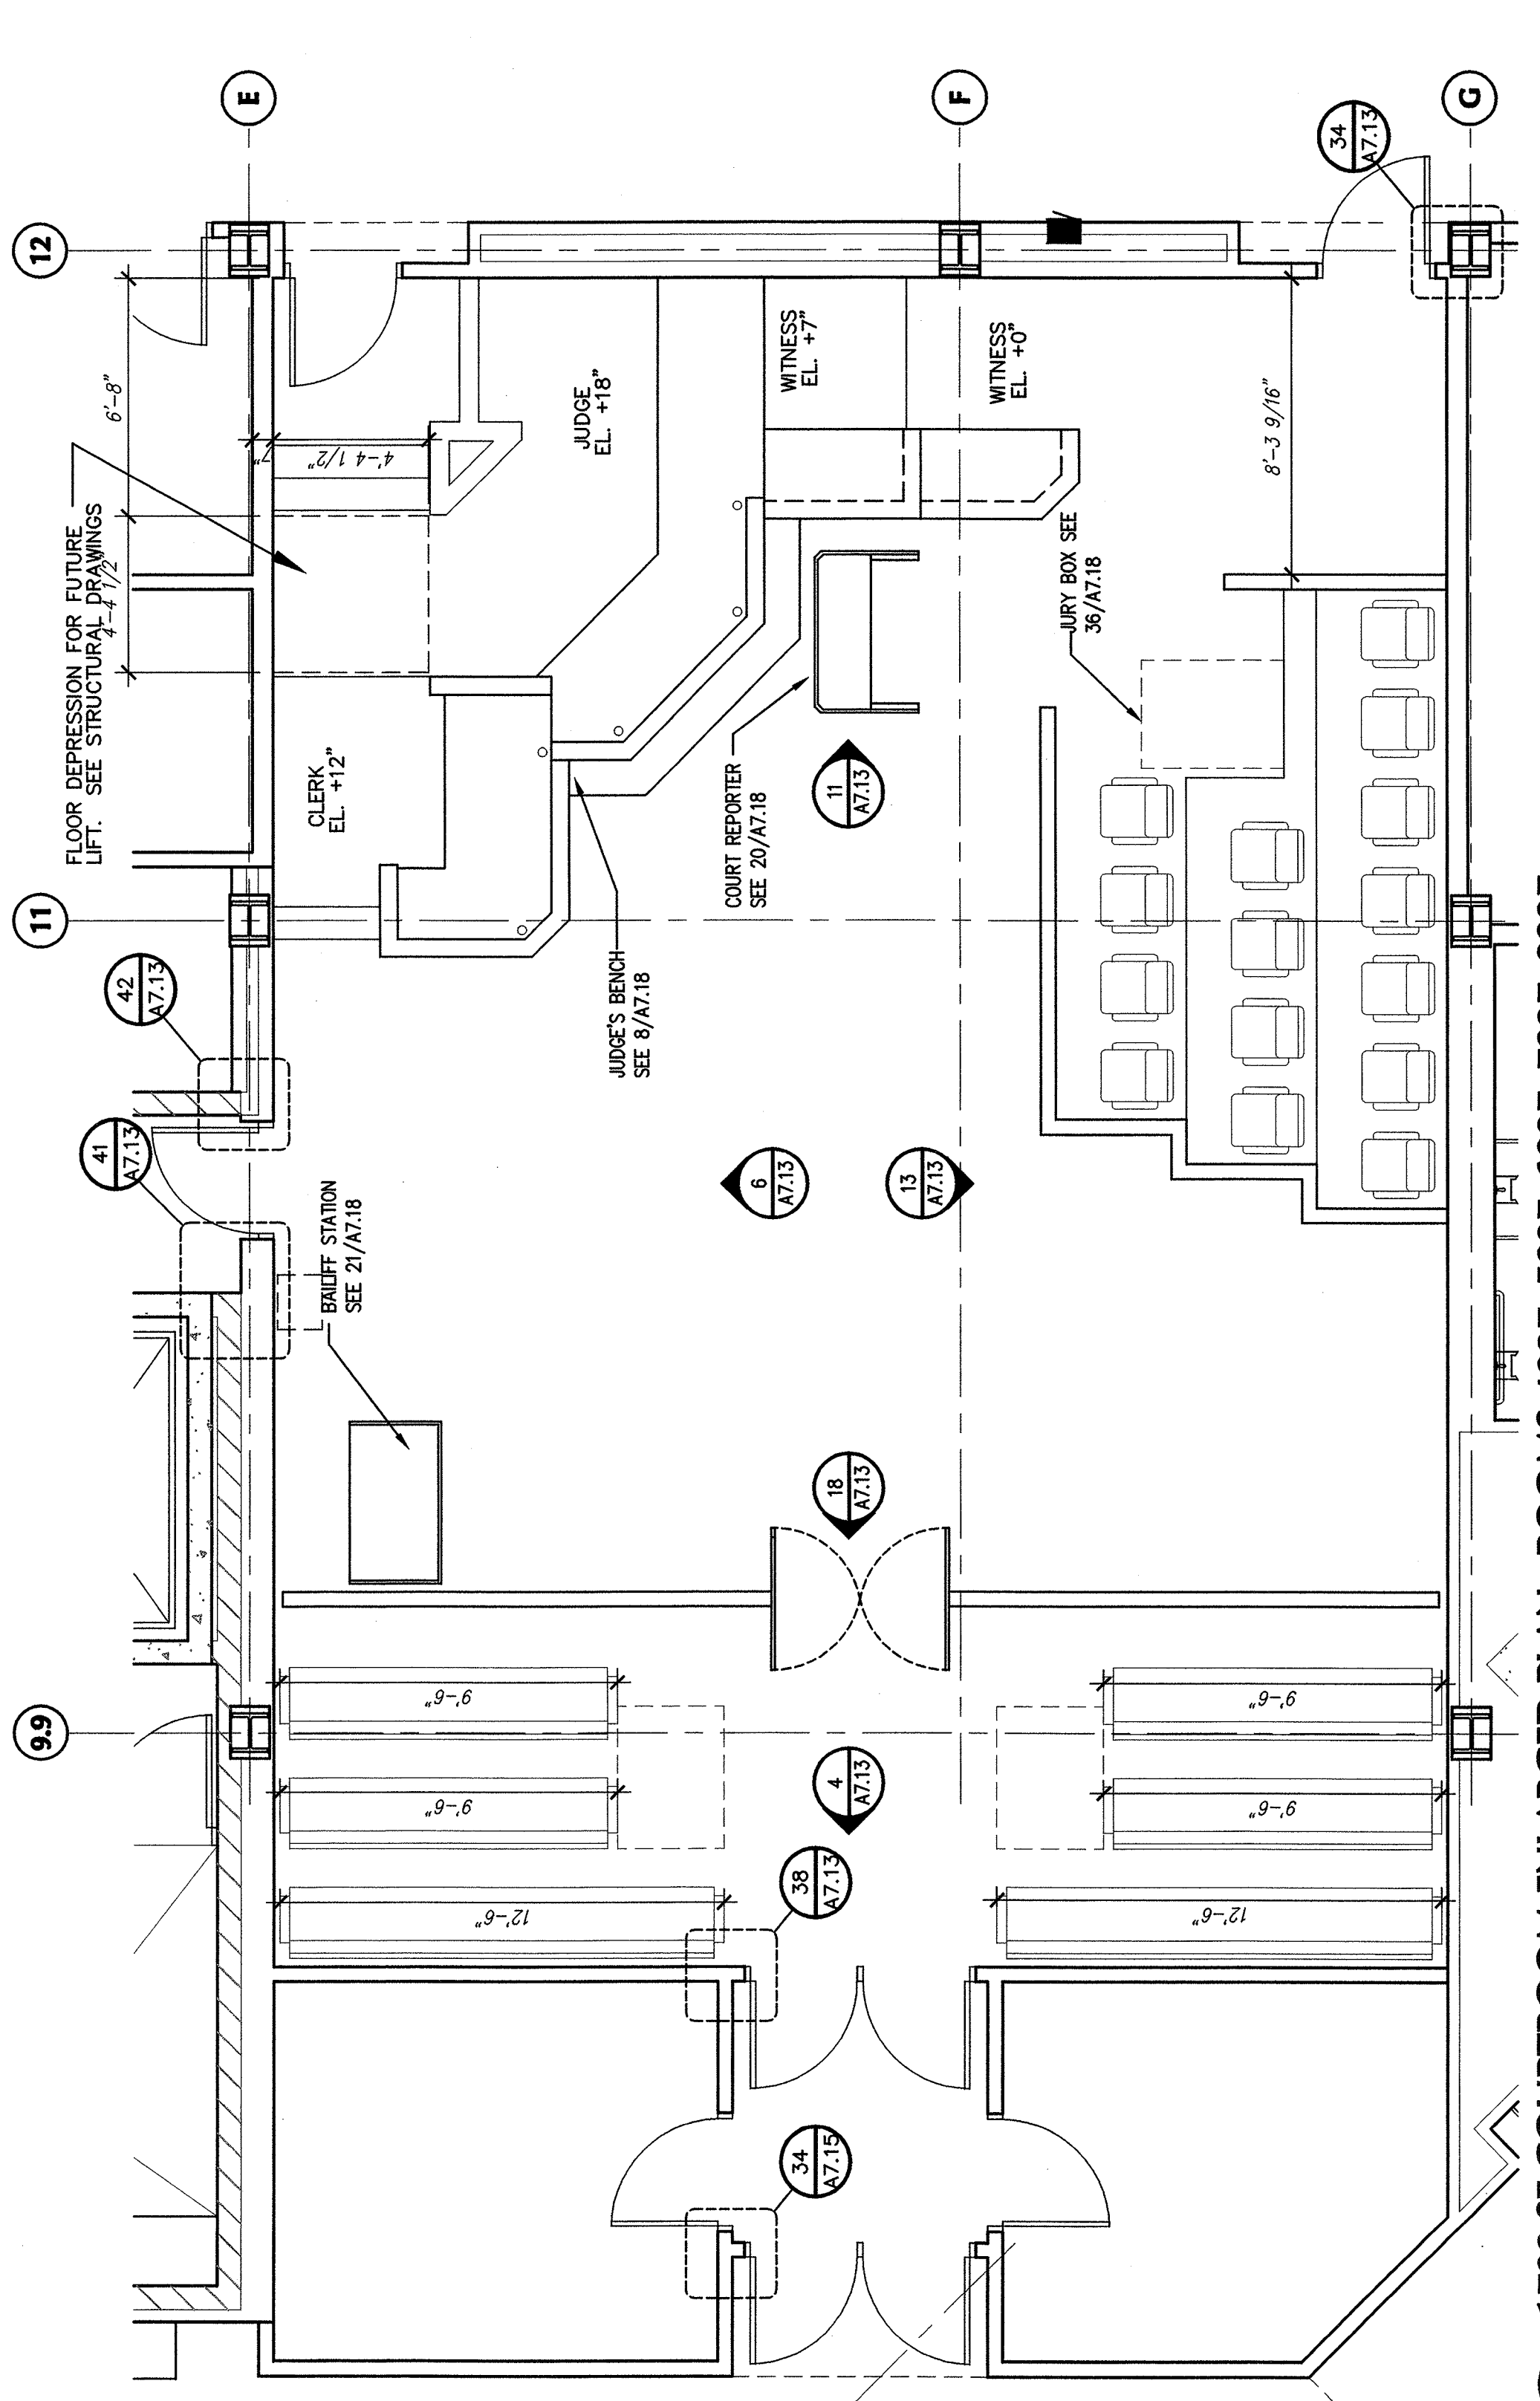 12
11
9.9
E
F
G
FLOOR DEPRESSION FOR FUTURE
LIFT. SEE STRUCTURAL DRAWINGS
6'-8"
4'-4 1/2"
7"
4'-4 1/2"
JUDGE
EL. +18"
WITNESS
EL. +7"
WITNESS
EL. +0"
8'-3 9/16"
34
A7.13
CLERK
EL. +12"
COURT REPORTER
SEE 20/A7.18
JURY BOX SEE
36/A7.18
11
A7.13
JUDGE'S BENCH
SEE 8/A7.18
42
A7.13
41
A7.13
6
A7.13
13
A7.13
BAILIFF STATION
SEE 21/A7.18
18
A7.13
9'-6"
9'-6"
9'-6"
9'-6"
4
A7.13
12'-6"
12'-6"
38
A7.13
34
A7.15